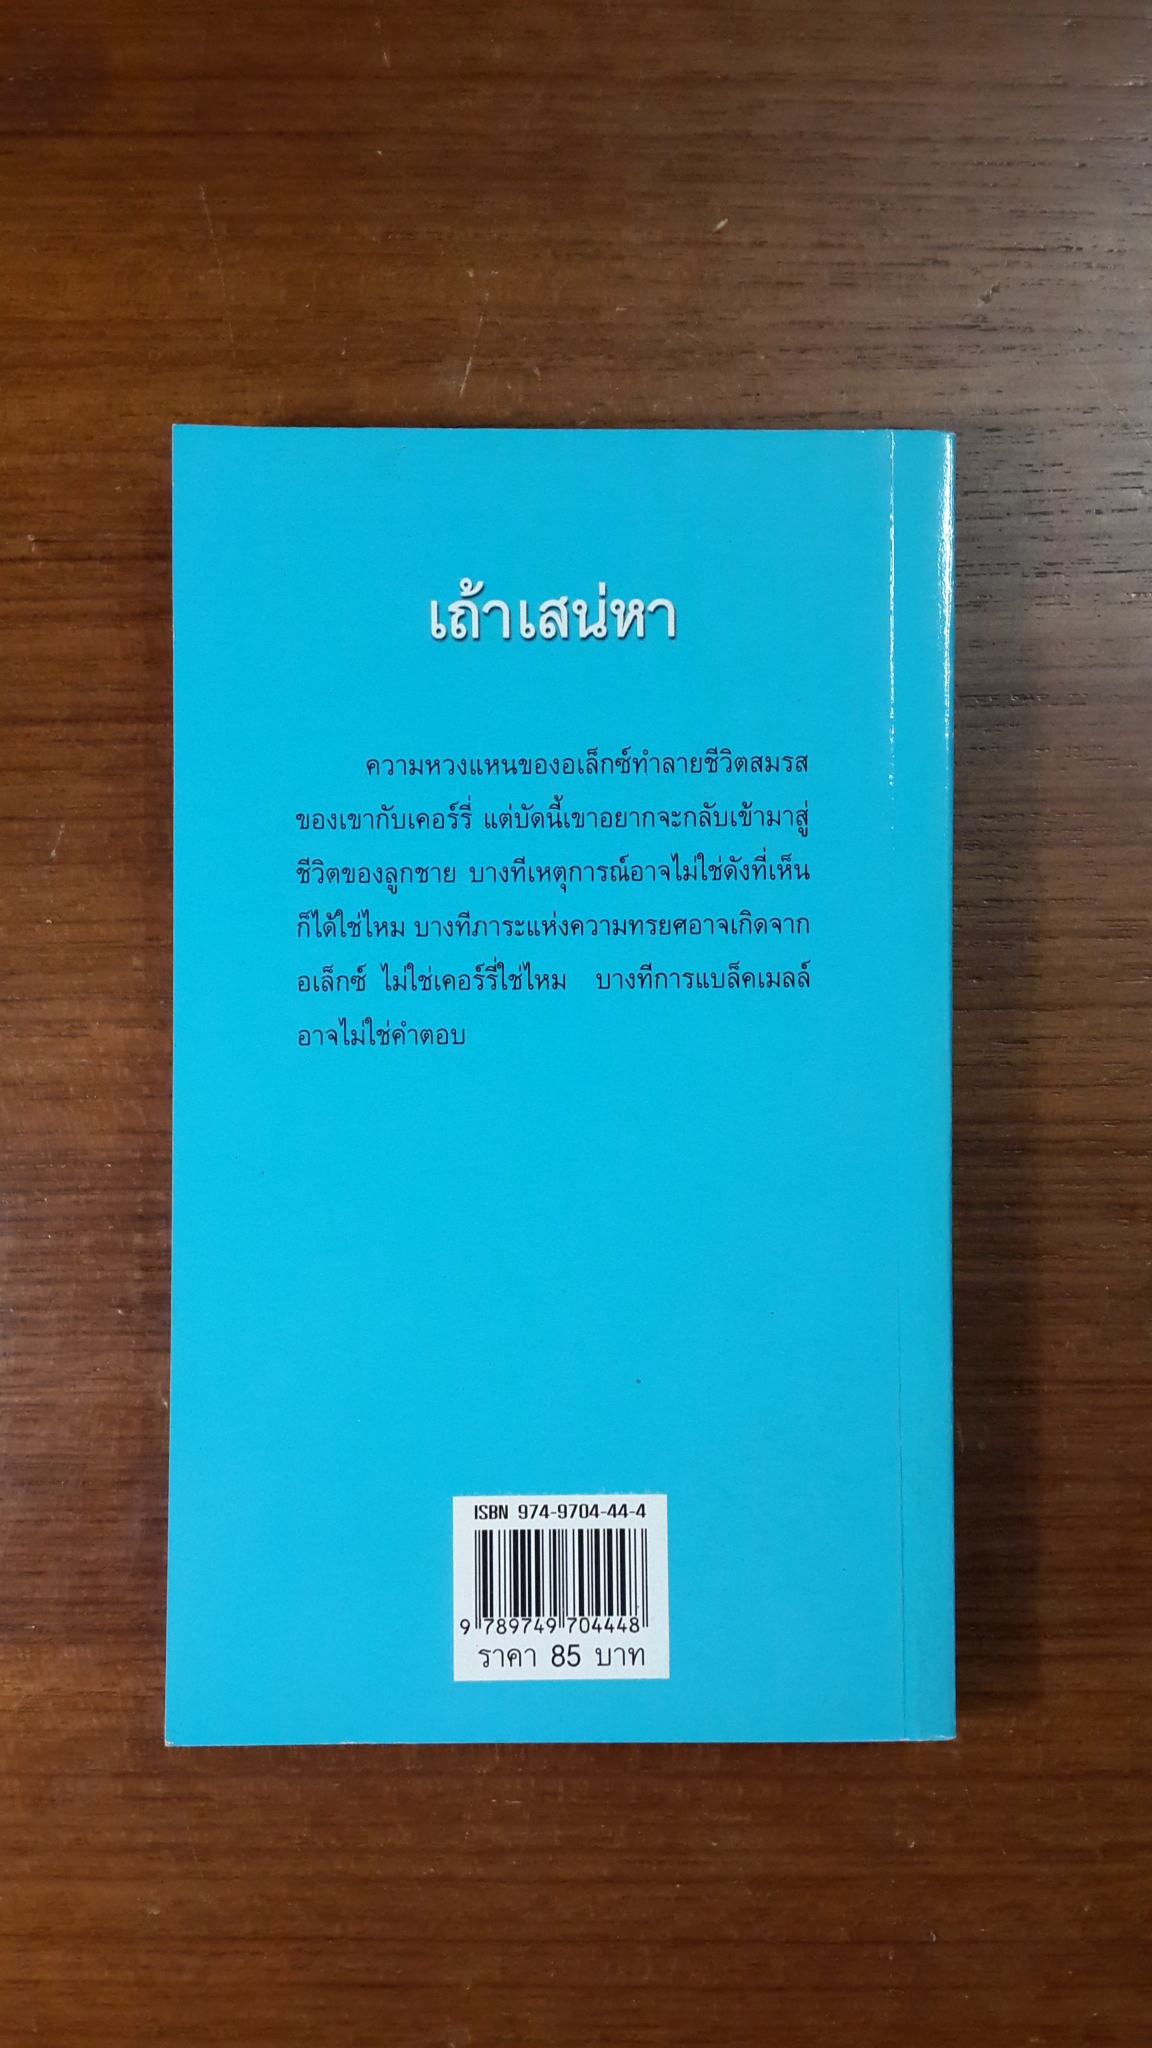 เถ้าเสน่หา
ความหวงแหนของอเล็กซ์ทำลายชีวิตสมรส
ของเขากับเคอร์รี่ แต่บัดนี้เขาอยากจะกลับเข้ามาสู่
ชีวิตของลูกชาย บางทีเหตุการณ์อาจไม่ใช่ดังที่เห็น
ก็ได้ใช่ไหม บางทีภาระแห่งความทรยศอาจเกิดจาก
อเล็กซ์ ไม่ใช่เคอร์รี่ใช่ไหม บางทีการแบล็คเมลล์
อาจไม่ใช่คำตอบ
ISBN 974-9704-44-4
9 789749 704448
ราคา 85 บาท